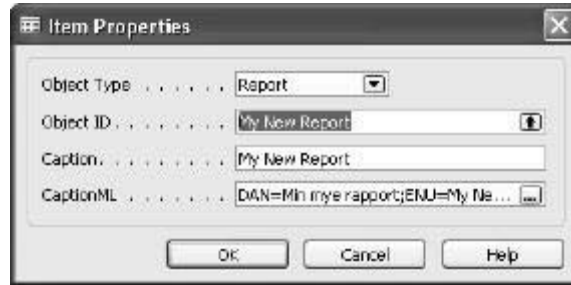 Item Properties
Object Type . . . . . . Report
Object ID . . . . . . . . My New Report
Caption. . . . . . . . . My New Report
CaptionML . . . . . . . DAN=Min mye rapport;ENU=My Ne... ...
OK Cancel Help